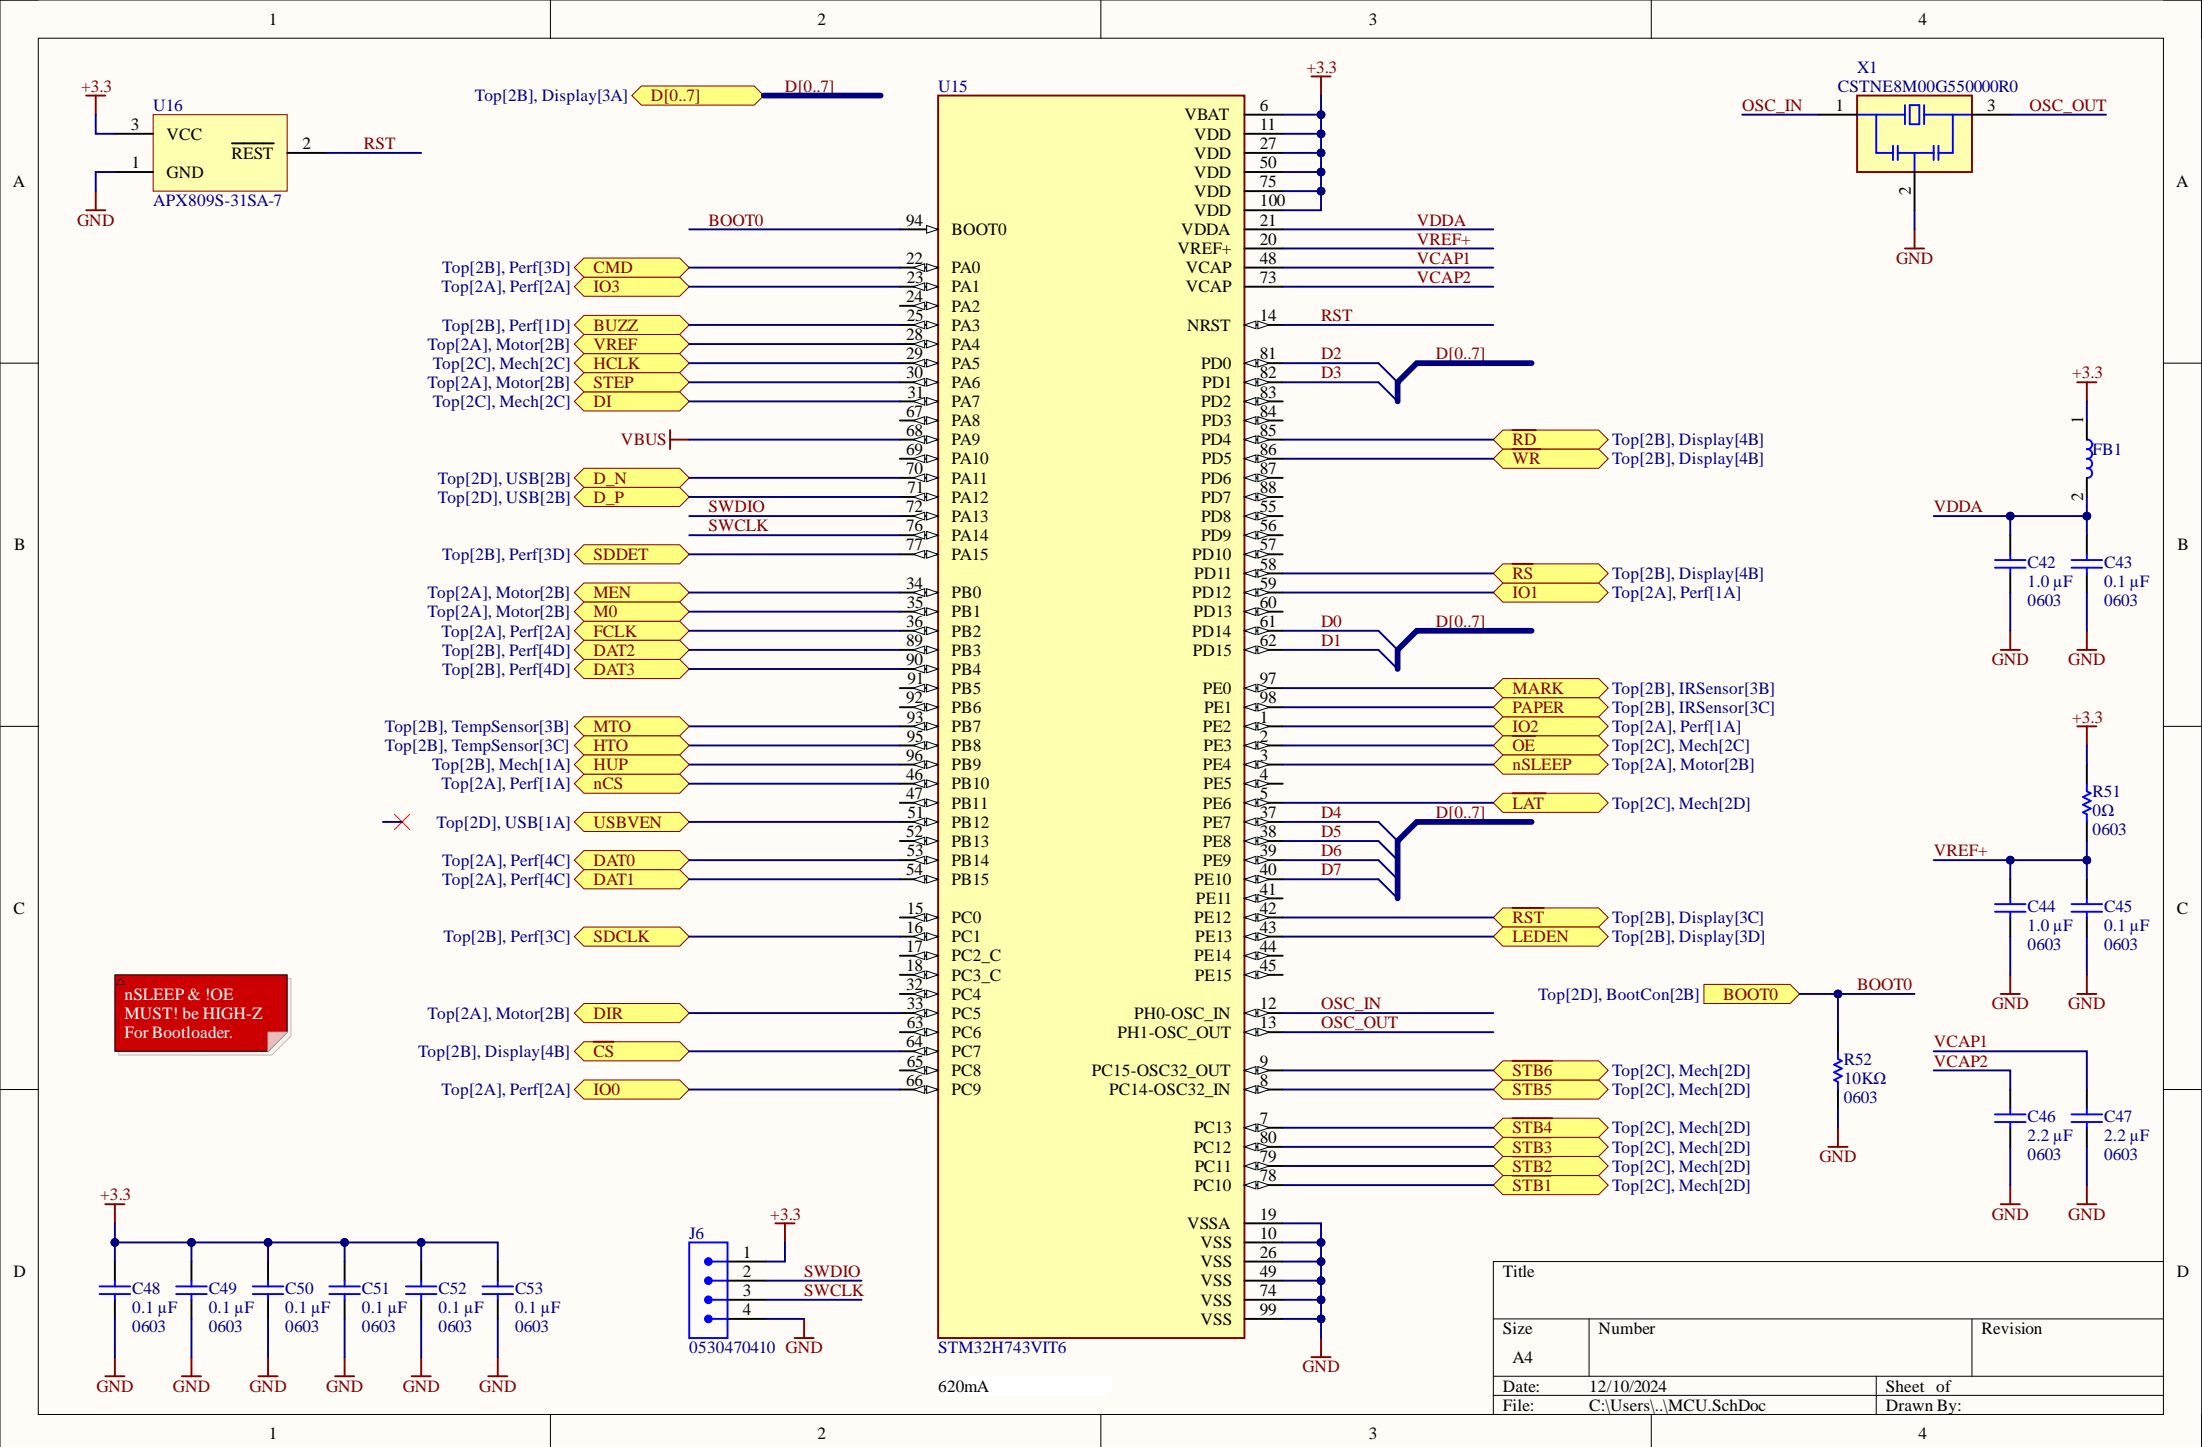 1 2 3 4
A A
B B
C C
D D
1 2 3 4
+3.3
U16
3 VCC
REST 2 RST
1 GND
APX809S-31SA-7
GND
Top[2B], Display[3A] D[0..7] D[0..7]
U15
BOOT0 94 BOOT0
Top[2B], Perf[3D] CMD 22 PA0
Top[2A], Perf[2A] IO3 23 PA1
24 PA2
Top[2B], Perf[1D] BUZZ 25 PA3
Top[2A], Motor[2B] VREF 28 PA4
Top[2C], Mech[2C] HCLK 29 PA5
Top[2A], Motor[2B] STEP 30 PA6
Top[2C], Mech[2C] DI 31 PA7
67 PA8
VBUS 68 PA9
69 PA10
Top[2D], USB[2B] D_N 70 PA11
Top[2D], USB[2B] D_P 71 PA12
SWDIO 72 PA13
SWCLK 76 PA14
Top[2B], Perf[3D] SDDET 77 PA15
Top[2A], Motor[2B] MEN 34 PB0
Top[2A], Motor[2B] M0 35 PB1
Top[2A], Perf[2A] FCLK 36 PB2
Top[2B], Perf[4D] DAT2 89 PB3
Top[2B], Perf[4D] DAT3 90 PB4
91 PB5
92 PB6
Top[2B], TempSensor[3B] MTO 93 PB7
Top[2B], TempSensor[3C] HTO 95 PB8
Top[2B], Mech[1A] HUP 96 PB9
Top[2A], Perf[1A] nCS 46 PB10
47 PB11
Top[2D], USB[1A] USBVEN 51 PB12
52 PB13
Top[2A], Perf[4C] DAT0 53 PB14
Top[2A], Perf[4C] DAT1 54 PB15
15 PC0
Top[2B], Perf[3C] SDCLK 16 PC1
17 PC2_C
18 PC3_C
32 PC4
Top[2A], Motor[2B] DIR 33 PC5
63 PC6
Top[2B], Display[4B] CS 64 PC7
65 PC8
Top[2A], Perf[2A] IO0 66 PC9
+3.3
VBAT 6
VDD 11
VDD 27
VDD 50
VDD 75
VDD 100
VDDA 21 VDDA
VREF+ 20 VREF+
VCAP 48 VCAP1
VCAP 73 VCAP2
NRST 14 RST
PD0 81 D2 D[0..7]
PD1 82 D3
PD2 83
PD3 84
PD4 85 RD Top[2B], Display[4B]
PD5 86 WR Top[2B], Display[4B]
PD6 87
PD7 88
PD8 55
PD9 56
PD10 57
PD11 58 RS Top[2B], Display[4B]
PD12 59 IO1 Top[2A], Perf[1A]
PD13 60
PD14 61 D0 D[0..7]
PD15 62 D1
PE0 97 MARK Top[2B], IRSensor[3B]
PE1 98 PAPER Top[2B], IRSensor[3C]
PE2 1 IO2 Top[2A], Perf[1A]
PE3 2 OE Top[2C], Mech[2C]
PE4 3 nSLEEP Top[2A], Motor[2B]
PE5 4
PE6 5 LAT Top[2C], Mech[2D]
PE7 37 D4 D[0..7]
PE8 38 D5
PE9 39 D6
PE10 40 D7
PE11 41
PE12 42 RST Top[2B], Display[3C]
PE13 43 LEDEN Top[2B], Display[3D]
PE14 44
PE15 45
PH0-OSC_IN 12 OSC_IN
PH1-OSC_OUT 13 OSC_OUT
PC15-OSC32_OUT 9 STB6 Top[2C], Mech[2D]
PC14-OSC32_IN 8 STB5 Top[2C], Mech[2D]
PC13 7 STB4 Top[2C], Mech[2D]
PC12 80 STB3 Top[2C], Mech[2D]
PC11 79 STB2 Top[2C], Mech[2D]
PC10 78 STB1 Top[2C], Mech[2D]
VSSA 19
VSS 10
VSS 26
VSS 49
VSS 74
VSS 99
GND
STM32H743VIT6
620mA
X1
CSTNE8M00G550000R0
OSC_IN 1 3 OSC_OUT
2
GND
+3.3
1
FB1
2
VDDA
C42 C43
1.0 µF 0.1 µF
0603 0603
GND GND
+3.3
R51
0Ω
0603
VREF+
C44 C45
1.0 µF 0.1 µF
0603 0603
GND GND
Top[2D], BootCon[2B] BOOT0 BOOT0
R52
10KΩ
0603
GND
VCAP1
VCAP2
C46 C47
2.2 µF 2.2 µF
0603 0603
GND GND
nSLEEP & !OE
MUST! be HIGH-Z
For Bootloader.
+3.3
C48 C49 C50 C51 C52 C53
0.1 µF 0.1 µF 0.1 µF 0.1 µF 0.1 µF 0.1 µF
0603 0603 0603 0603 0603 0603
GND GND GND GND GND GND
J6 +3.3
1
2 SWDIO
3 SWCLK
4
0530470410 GND
Title
Size Number Revision
A4
Date: 12/10/2024 Sheet of
File: C:\Users\..\MCU.SchDoc Drawn By: